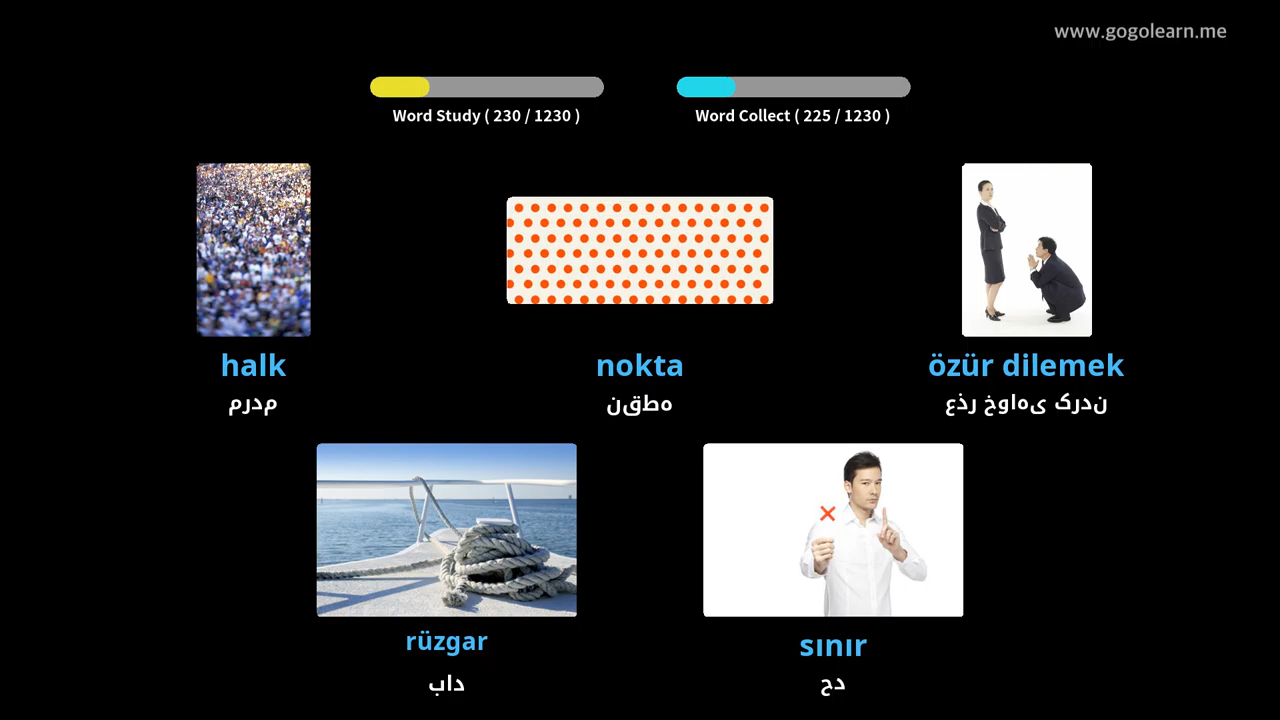 www.gogolearn.me
Word Study ( 230 / 1230 )
Word Collect ( 225 / 1230 )
halk
مدرم
nokta
هطقن
özür dilemek
ندرک یهاوخ رذع
rüzgar
داب
sınır
دح